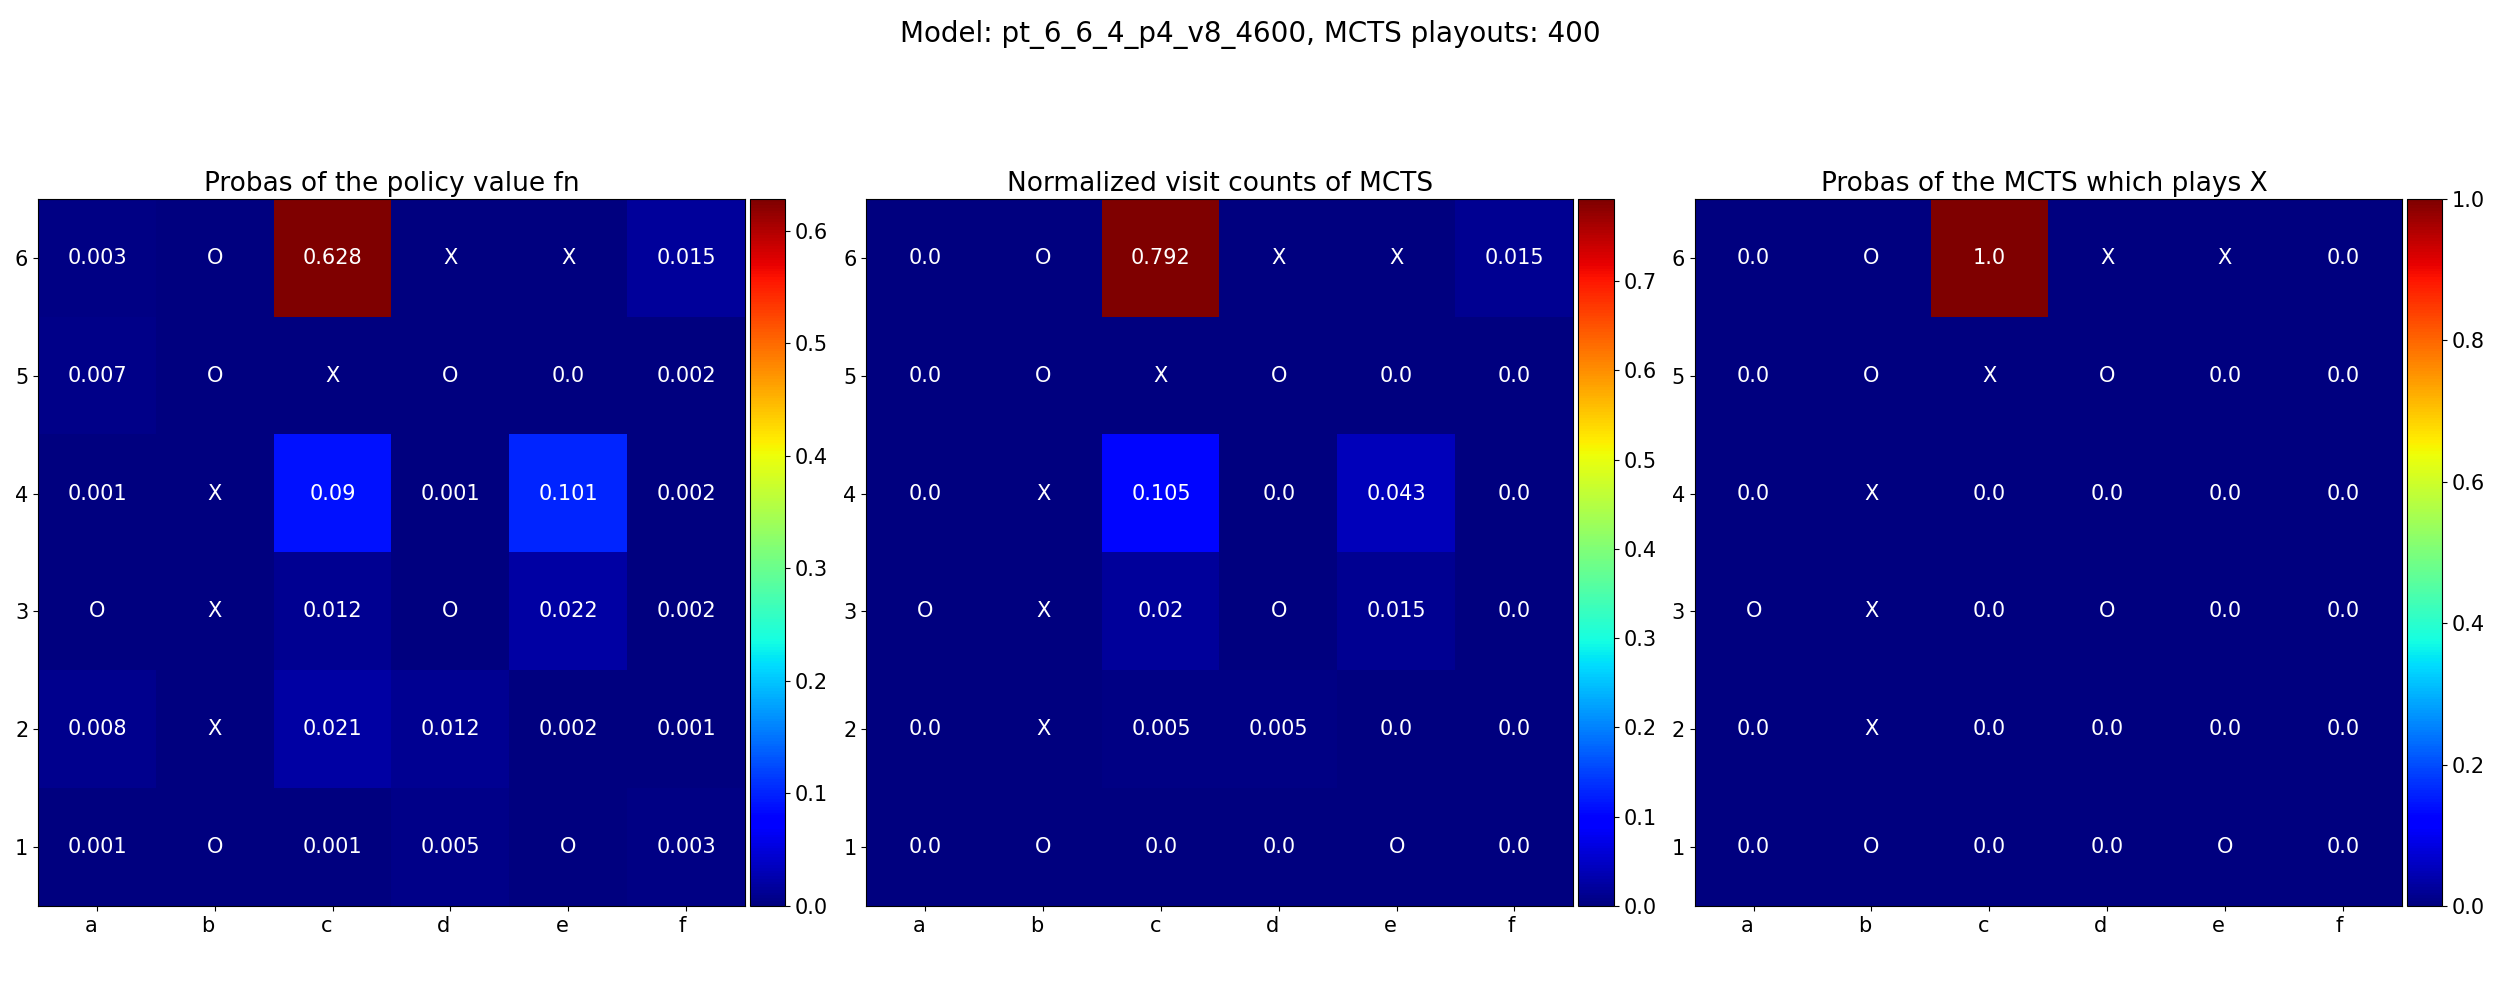 Model: pt_6_6_4_p4_v8_4600, MCTS playouts: 400
Probas of the policy value fn
6 0.003 O 0.628 X X 0.015
5 0.007 O X O 0.0 0.002
4 0.001 X 0.09 0.001 0.101 0.002
3 O X 0.012 O 0.022 0.002
2 0.008 X 0.021 0.012 0.002 0.001
1 0.001 O 0.001 0.005 O 0.003
a b c d e f
0.6
0.5
0.4
0.3
0.2
0.1
0.0
Normalized visit counts of MCTS
6 0.0 O 0.792 X X 0.015
5 0.0 O X O 0.0 0.0
4 0.0 X 0.105 0.0 0.043 0.0
3 O X 0.02 O 0.015 0.0
2 0.0 X 0.005 0.005 0.0 0.0
1 0.0 O 0.0 0.0 O 0.0
a b c d e f
0.7
0.6
0.5
0.4
0.3
0.2
0.1
0.0
Probas of the MCTS which plays X
6 0.0 O 1.0 X X 0.0
5 0.0 O X O 0.0 0.0
4 0.0 X 0.0 0.0 0.0 0.0
3 O X 0.0 O 0.0 0.0
2 0.0 X 0.0 0.0 0.0 0.0
1 0.0 O 0.0 0.0 O 0.0
a b c d e f
1.0
0.8
0.6
0.4
0.2
0.0